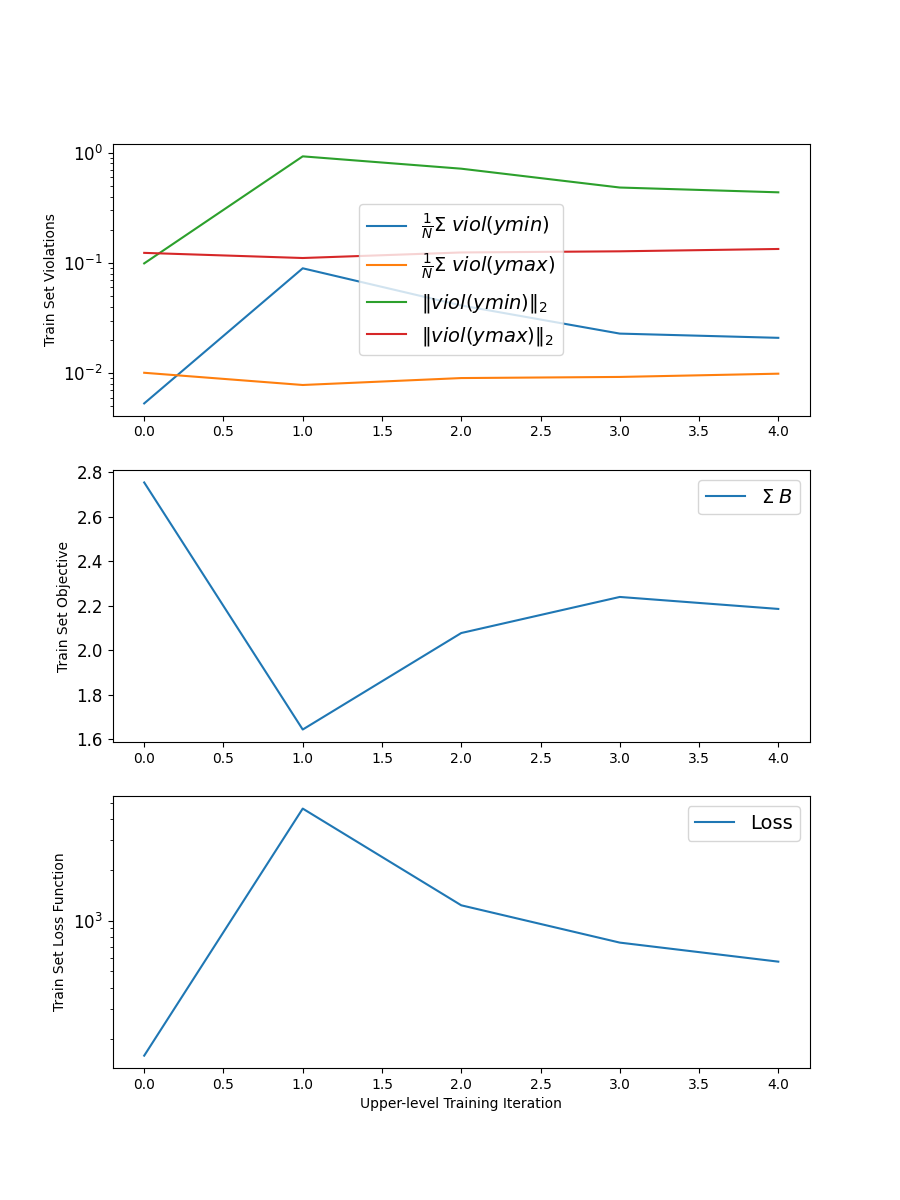 Train Set Violations
10⁰
10⁻¹
10⁻²
1/N Σ viol(ymin)
1/N Σ viol(ymax)
‖viol(ymin)‖₂
‖viol(ymax)‖₂
0.0 0.5 1.0 1.5 2.0 2.5 3.0 3.5 4.0
Train Set Objective
2.8
2.6
2.4
2.2
2.0
1.8
1.6
Σ B
0.0 0.5 1.0 1.5 2.0 2.5 3.0 3.5 4.0
Train Set Loss Function
10³
Loss
0.0 0.5 1.0 1.5 2.0 2.5 3.0 3.5 4.0
Upper-level Training Iteration